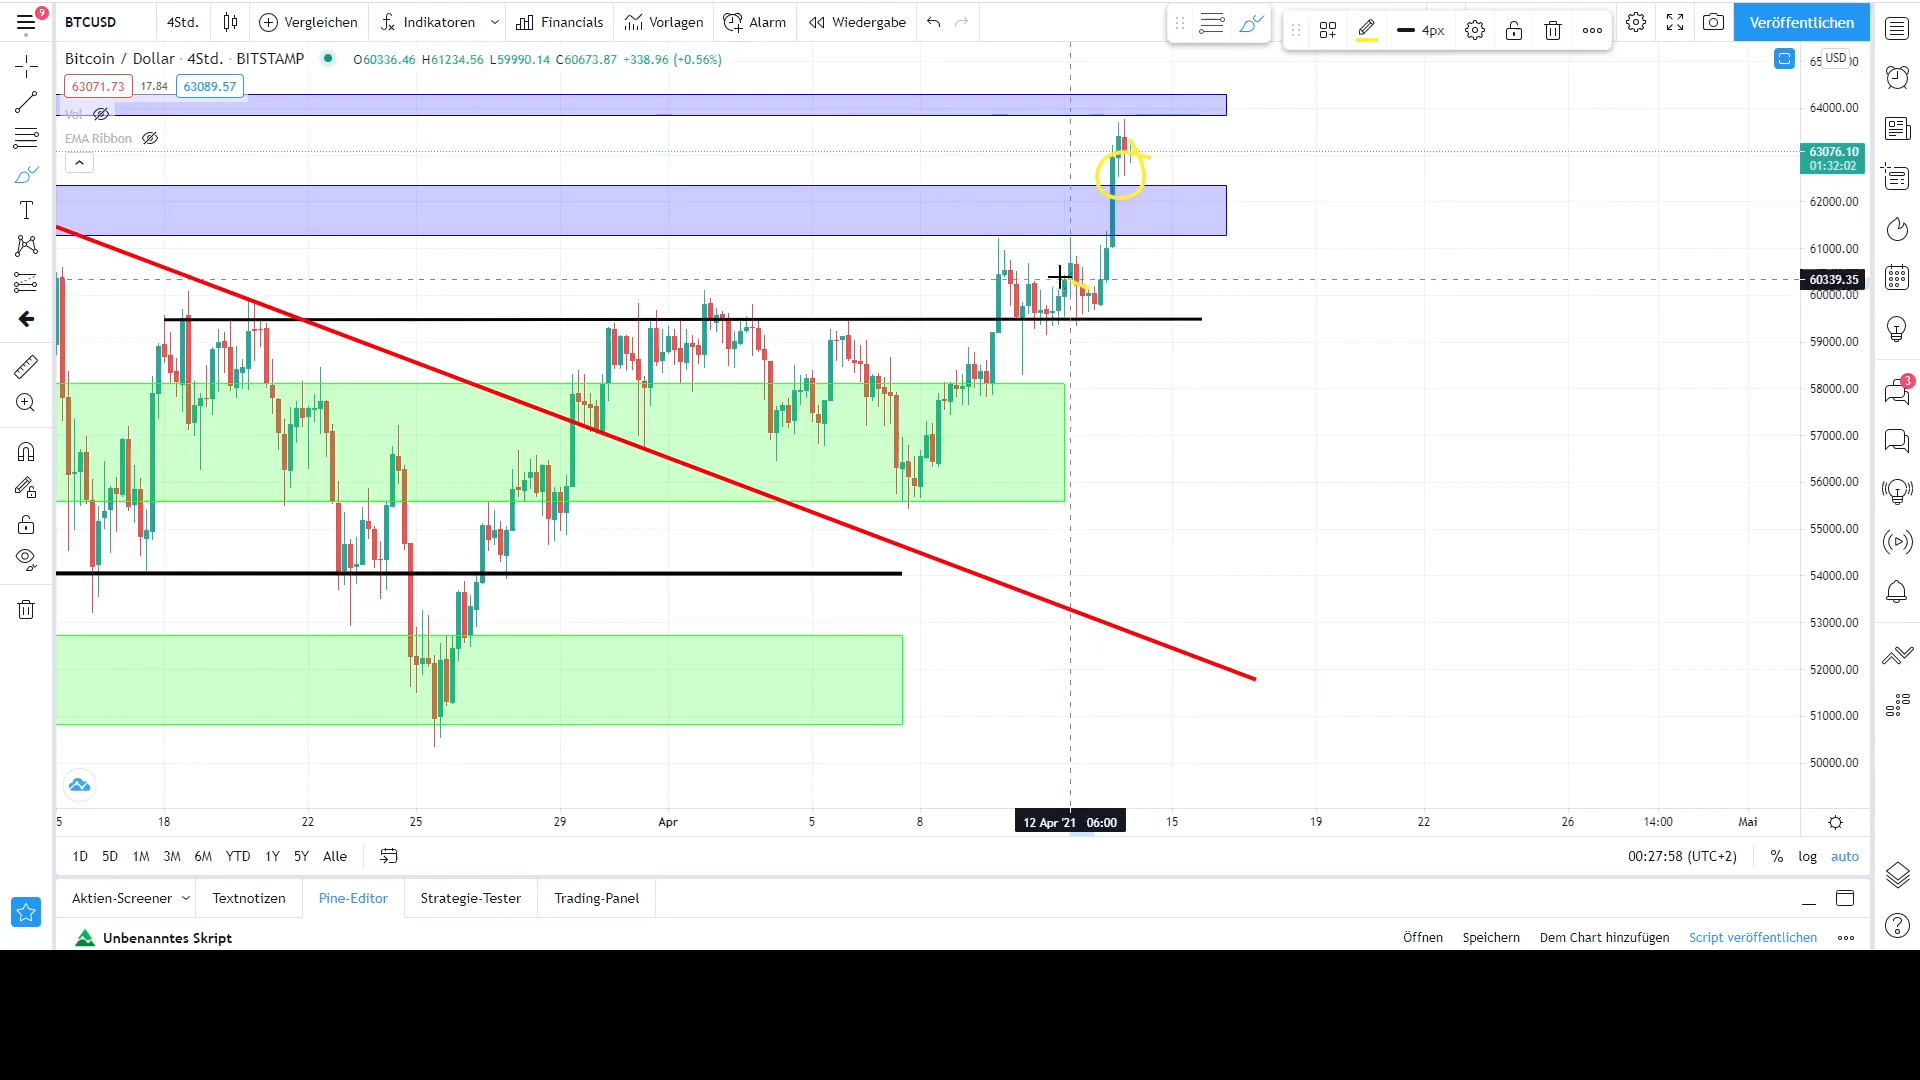 9
BTCUSD
4Std.
Vergleichen
Indikatoren
Financials
Vorlagen
Alarm
Wiedergabe
4px
Veröffentlichen
Bitcoin / Dollar · 4Std. · BITSTAMP
O60336.46 H61234.56 L59990.14 C60673.87 +338.96 (+0.56%)
USD
63071.73
17.84
63089.57
Vol
EMA Ribbon
64000.00
63076.10
01:32:02
62000.00
61000.00
60339.35
60000.00
59000.00
58000.00
57000.00
56000.00
55000.00
54000.00
53000.00
52000.00
51000.00
50000.00
3
T
5
18
22
25
29
Apr
5
8
12 Apr '21 06:00
15
19
22
26
14:00
Mai
1D
5D
1M
3M
6M
YTD
1Y
5Y
Alle
00:27:58 (UTC+2)
%
log
auto
Aktien-Screener
Textnotizen
Pine-Editor
Strategie-Tester
Trading-Panel
Unbenanntes Skript
Öffnen
Speichern
Dem Chart hinzufügen
Script veröffentlichen